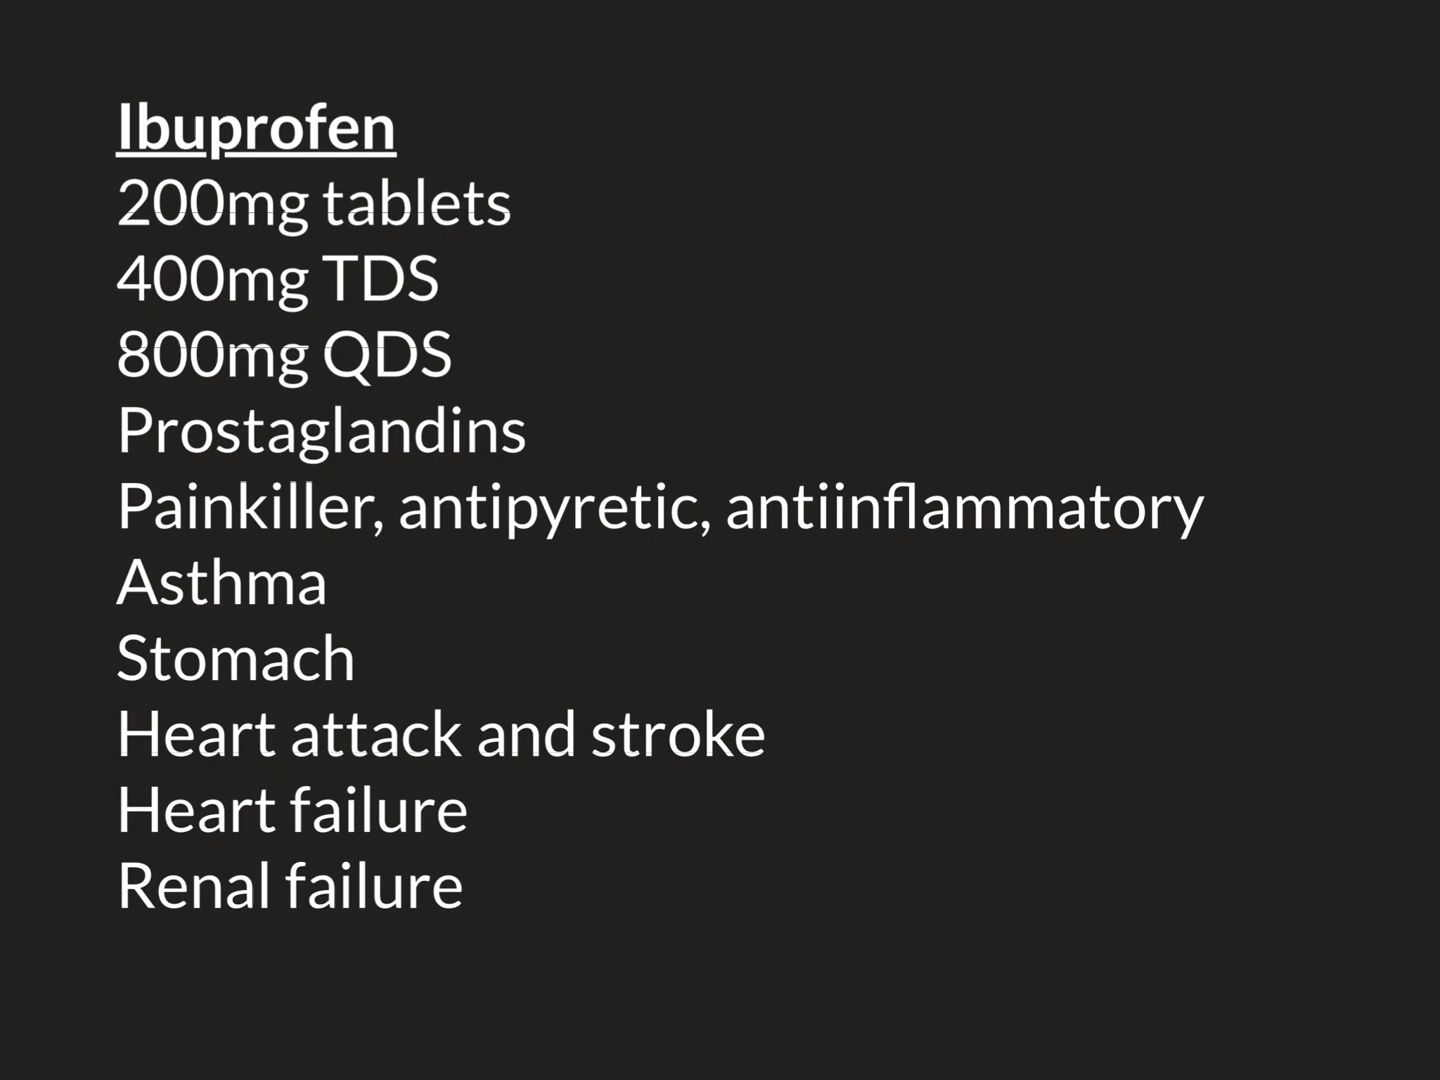 Ibuprofen
200mg tablets
400mg TDS
800mg QDS
Prostaglandins
Painkiller, antipyretic, antiinflammatory
Asthma
Stomach
Heart attack and stroke
Heart failure
Renal failure